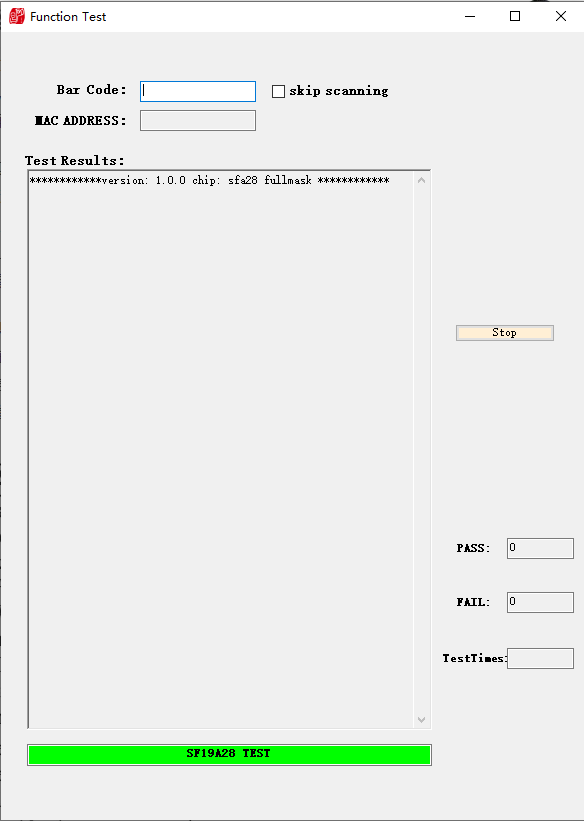 Function Test
Bar Code:
skip scanning
MAC ADDRESS:
Test Results:
************version: 1.0.0 chip: sfa28 fullmask ************
Stop
PASS: 0
FAIL: 0
TestTimes:
SF19A28 TEST